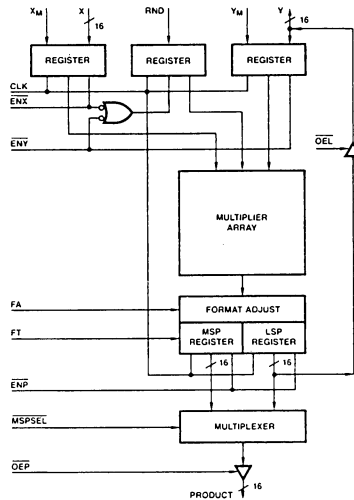 X_M X RND Y_M Y
16 16
REGISTER REGISTER REGISTER
CLK
ENX
ENY
OEL
MULTIPLIER
ARRAY
FA
FORMAT ADJUST
FT
MSP
REGISTER
LSP
REGISTER
16 16
ENP
MSPSEL
MULTIPLEXER
OEP
16
PRODUCT